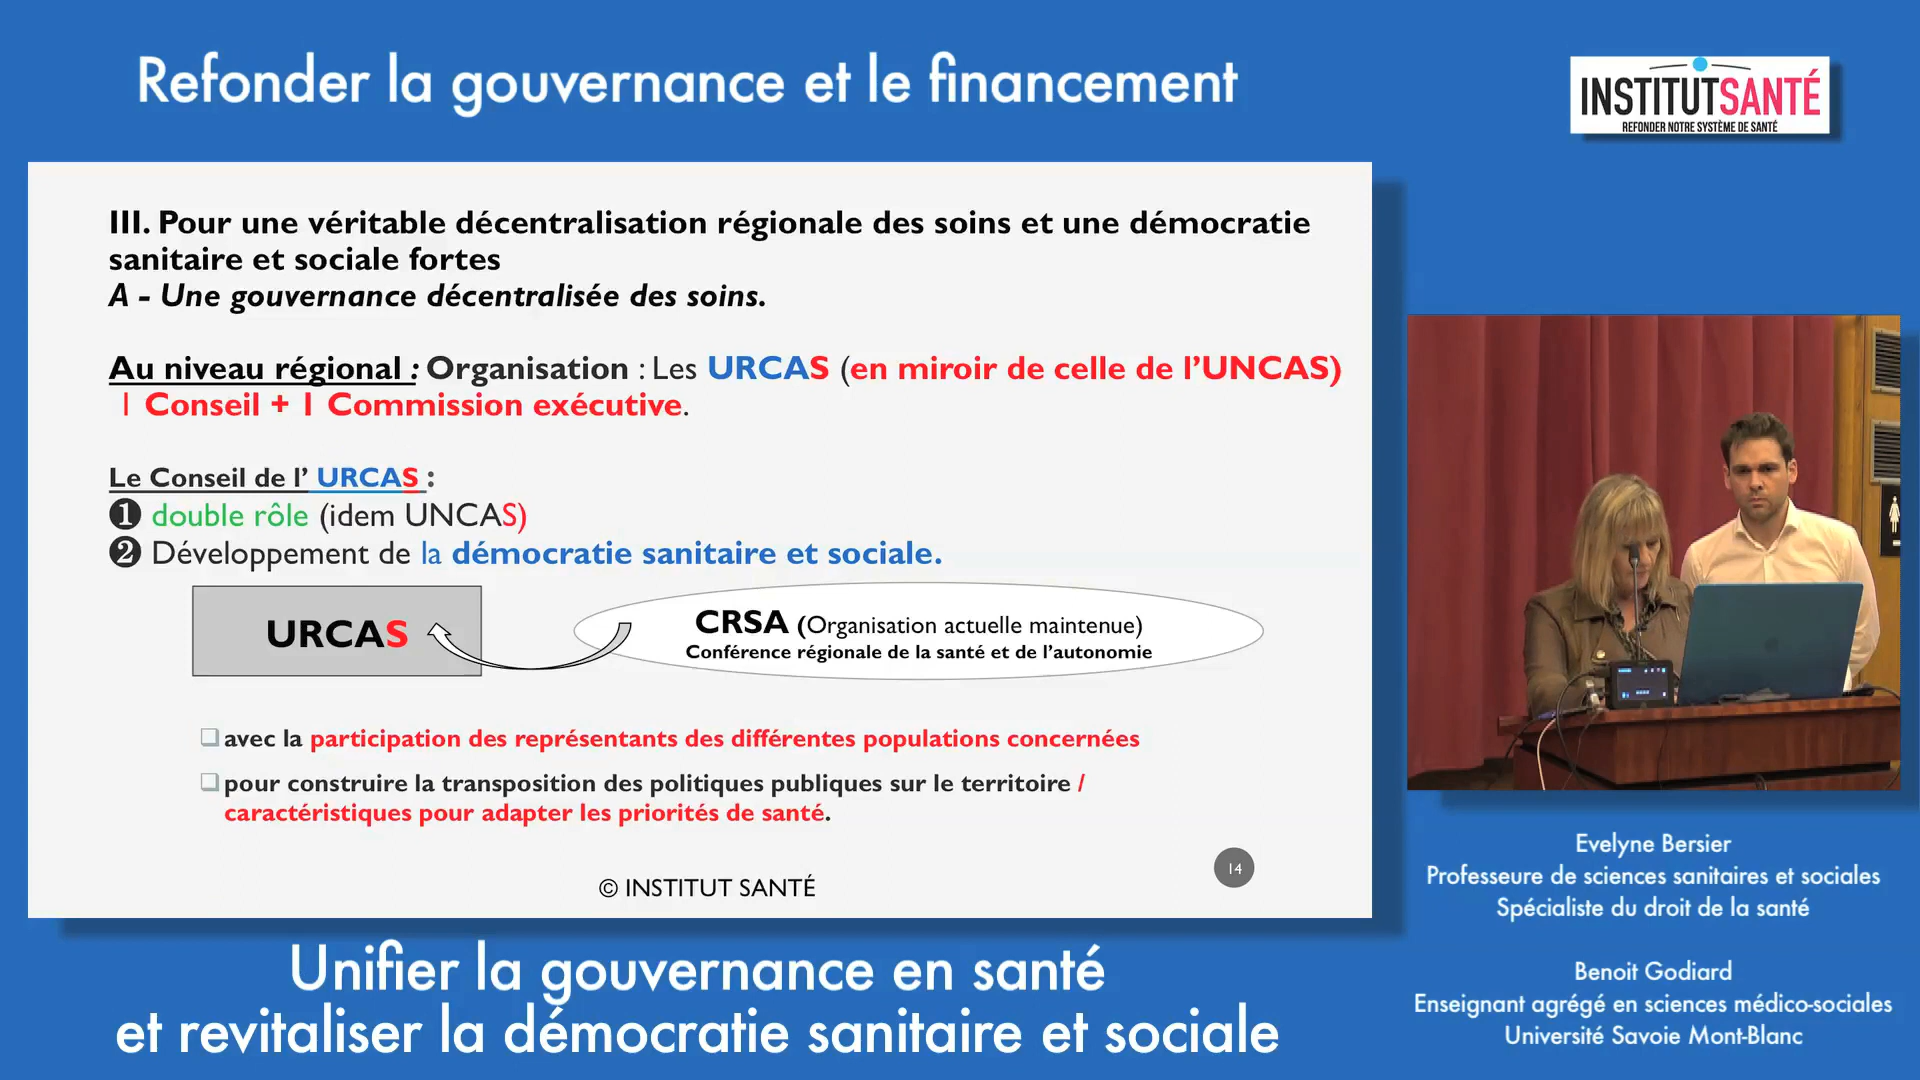 Refonder la gouvernance et le financement
INSTITUTSANTÉ
REFONDER NOTRE SYSTÈME DE SANTÉ
III. Pour une véritable décentralisation régionale des soins et une démocratie
sanitaire et sociale fortes
A - Une gouvernance décentralisée des soins.
Au niveau régional : Organisation : Les URCAS (en miroir de celle de l'UNCAS)
1 Conseil + 1 Commission exécutive.
Le Conseil de l' URCAS :
❶ double rôle (idem UNCAS)
❷ Développement de la démocratie sanitaire et sociale.
URCAS
CRSA (Organisation actuelle maintenue)
Conférence régionale de la santé et de l'autonomie
❑ avec la participation des représentants des différentes populations concernées
❑ pour construire la transposition des politiques publiques sur le territoire /
caractéristiques pour adapter les priorités de santé.
14
© INSTITUT SANTÉ
Evelyne Bersier
Professeure de sciences sanitaires et sociales
Spécialiste du droit de la santé
Benoit Godiard
Enseignant agrégé en sciences médico-sociales
Université Savoie Mont-Blanc
Unifier la gouvernance en santé
et revitaliser la démocratie sanitaire et sociale